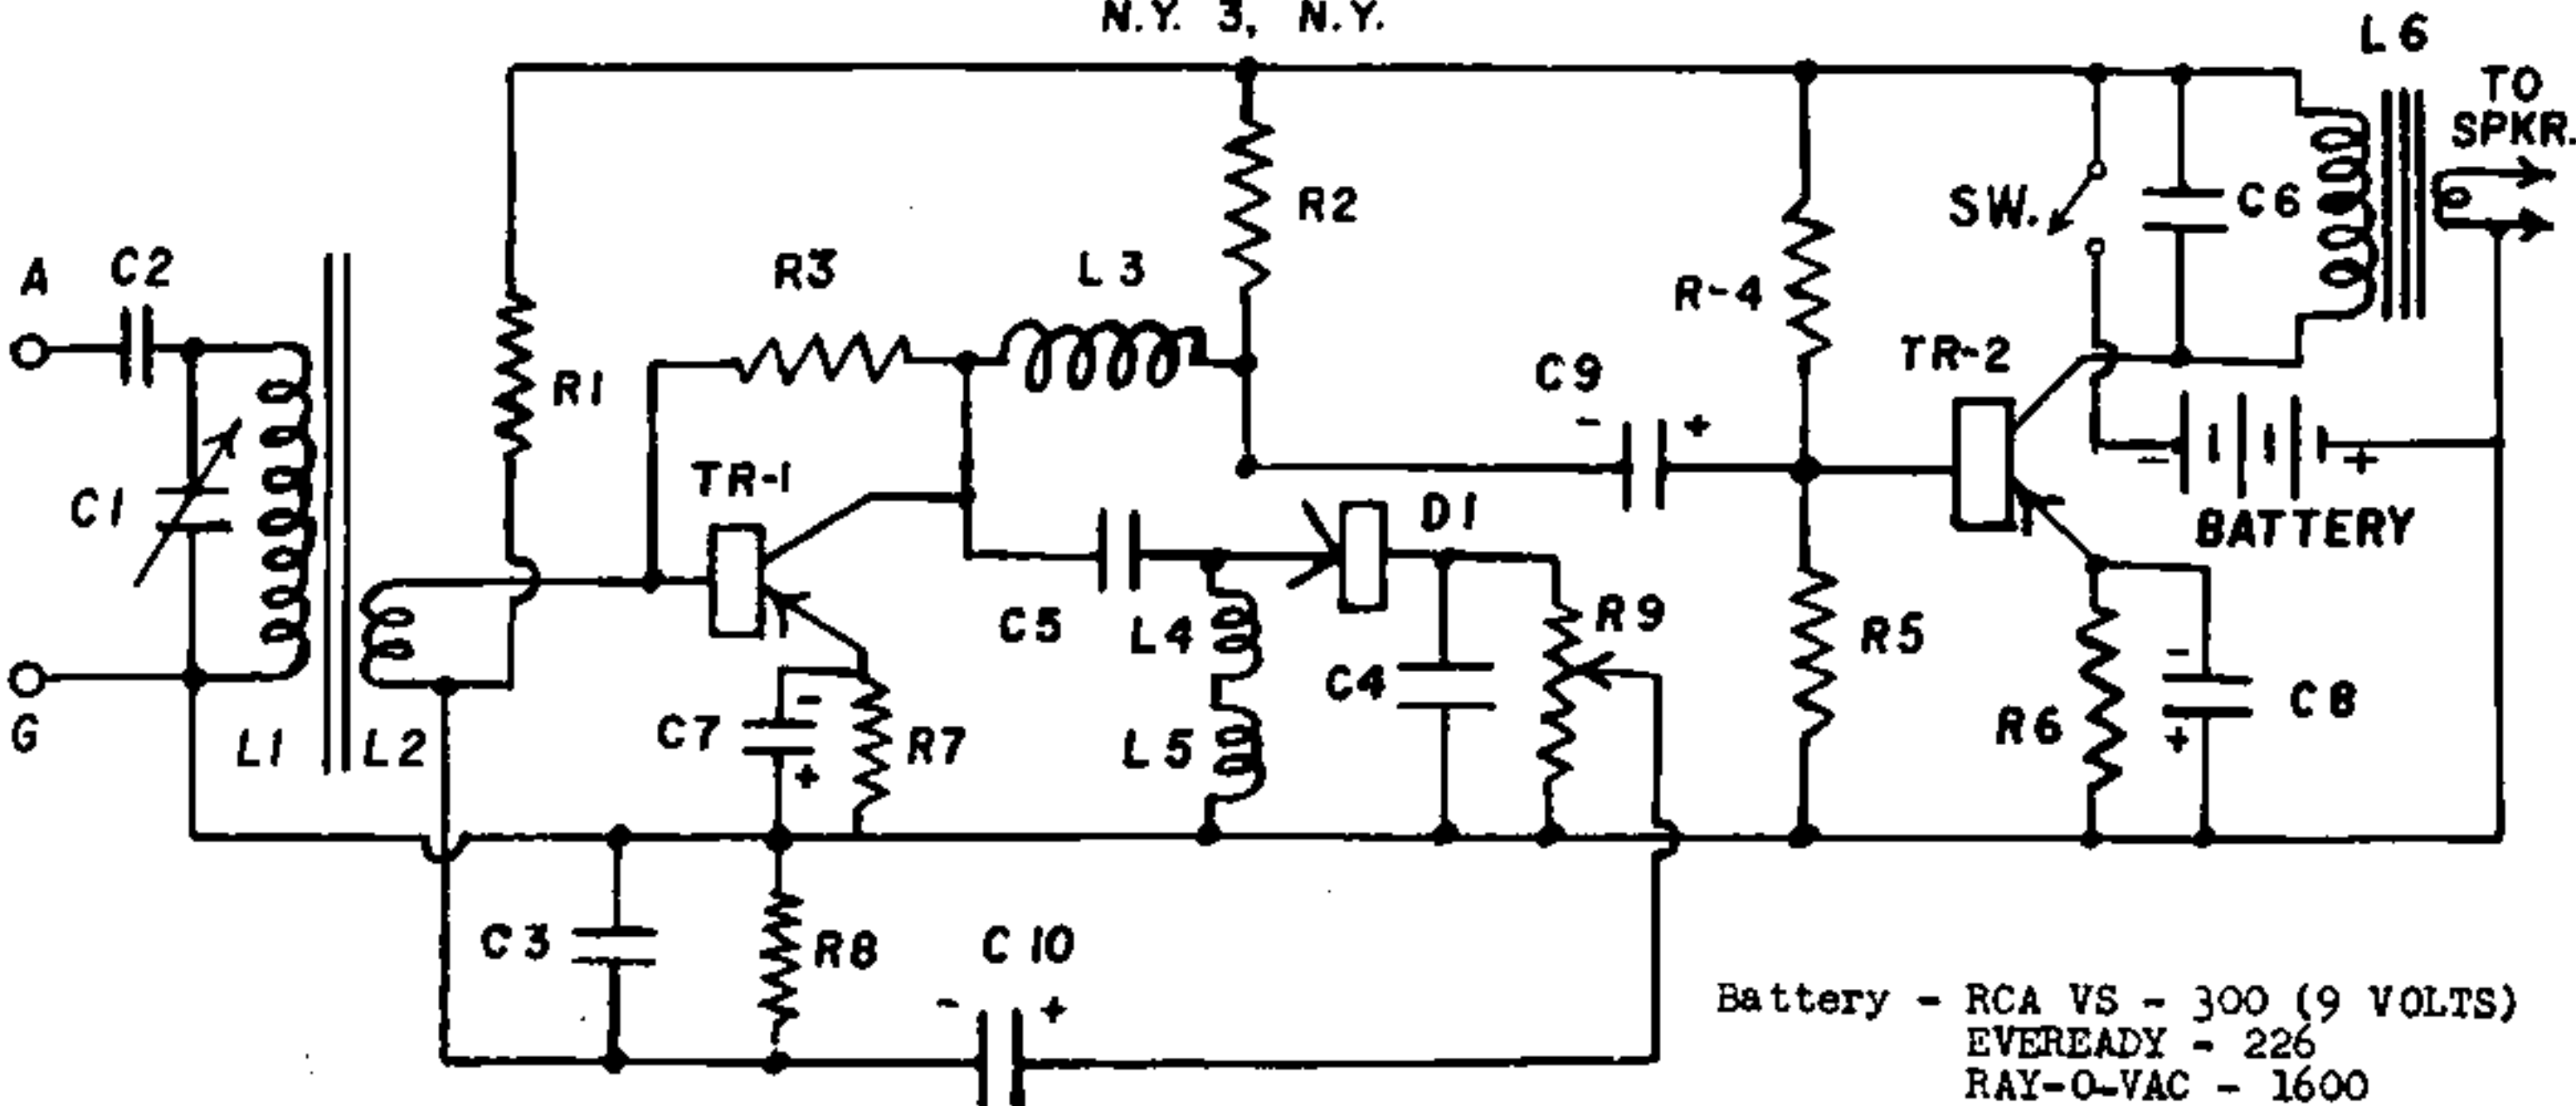 N.Y. 3, N.Y.
L6
TO
SPKR.
R2
SW.
C6
A
C2
R3
L3
R-4
R1
C9
- +
TR-2
TR-1
C1
D1
- +
BATTERY
C5
L4
R9
C4
R5
G
L1
L2
C7
-
+
R7
L5
R6
-
+
C8
C3
R8
C10
- +
Battery - RCA VS - 300 (9 VOLTS)
EVEREADY - 226
RAY-O-VAC - 1600